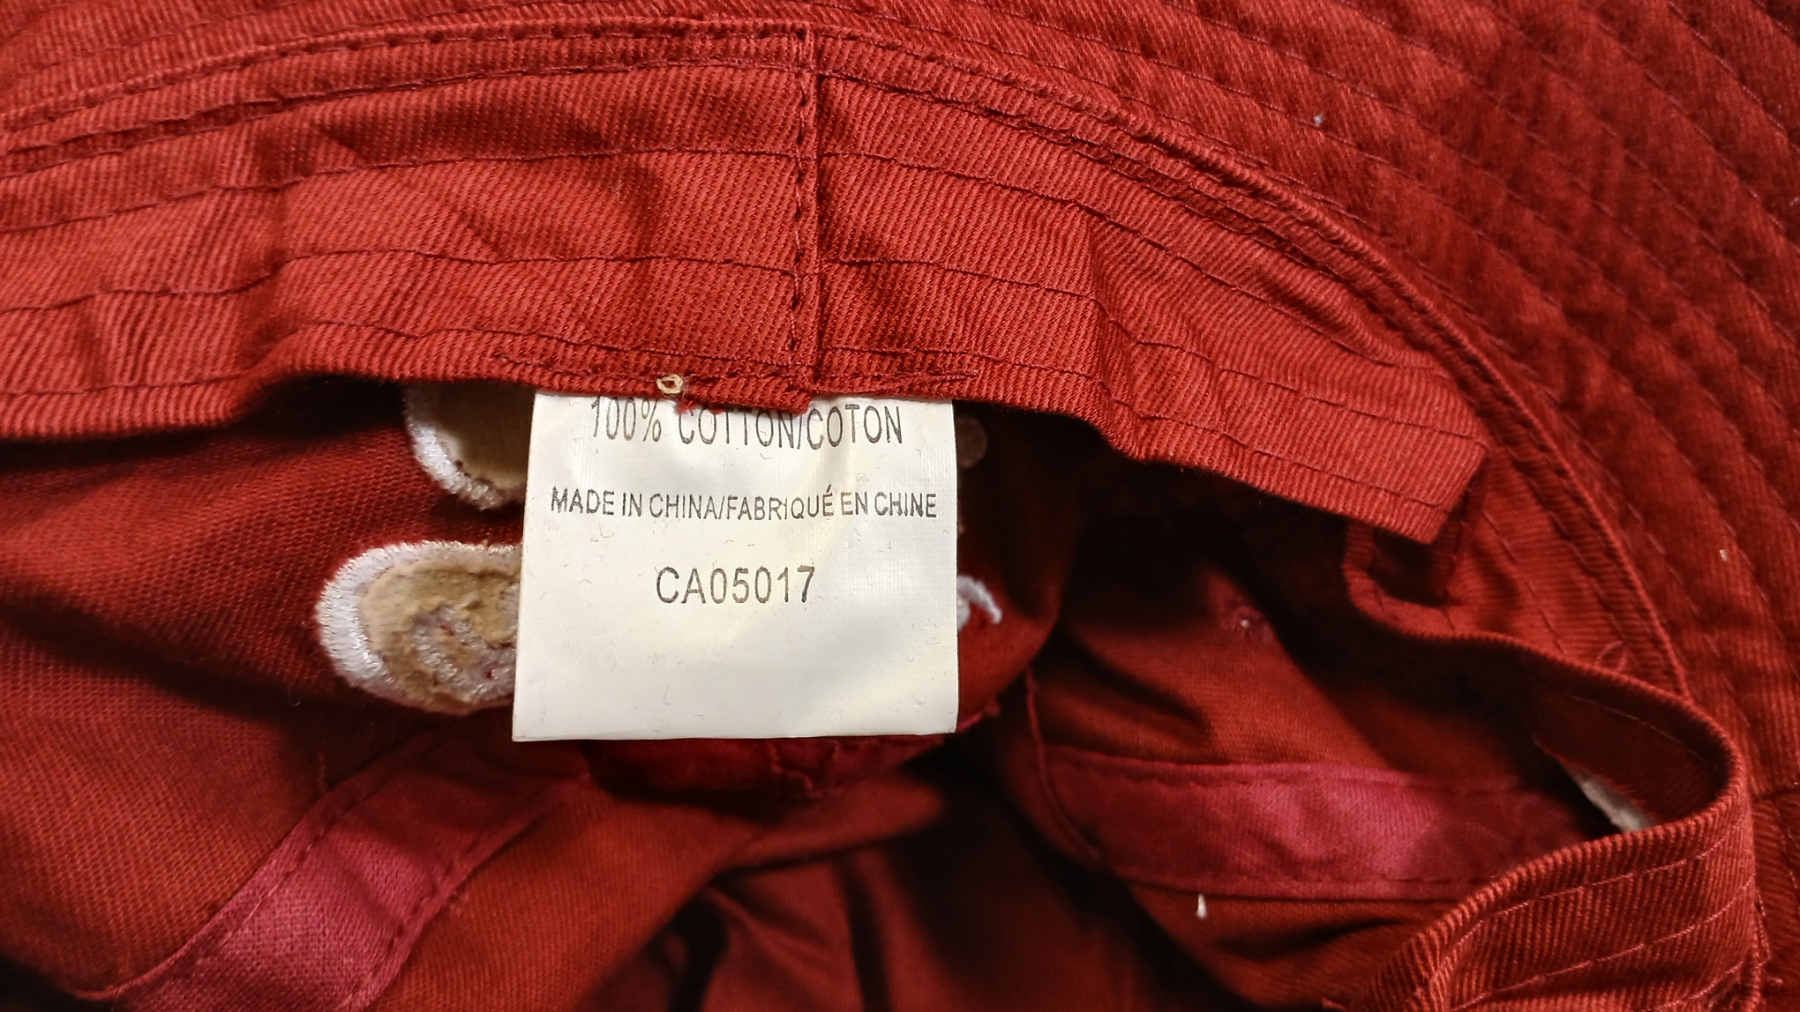 100% COTTON/COTON
MADE IN CHINA/FABRIQUÉ EN CHINE
CA05017